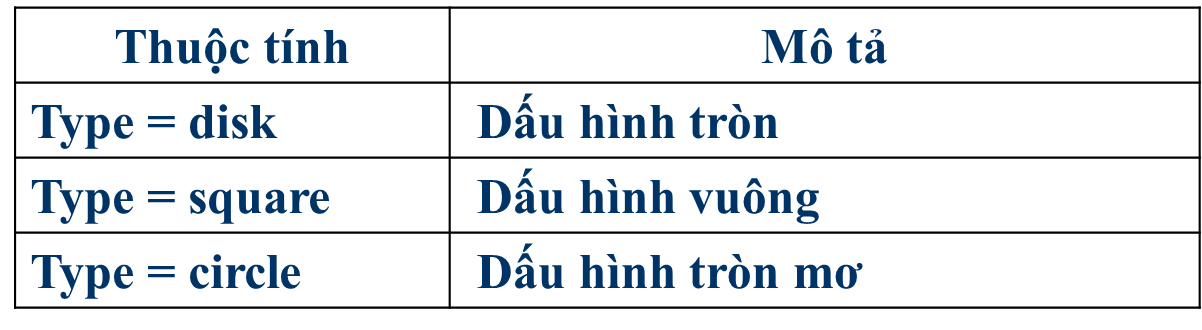 Thuộc tính Mô tả
Type = disk Dấu hình tròn
Type = square Dấu hình vuông
Type = circle Dấu hình tròn mơ